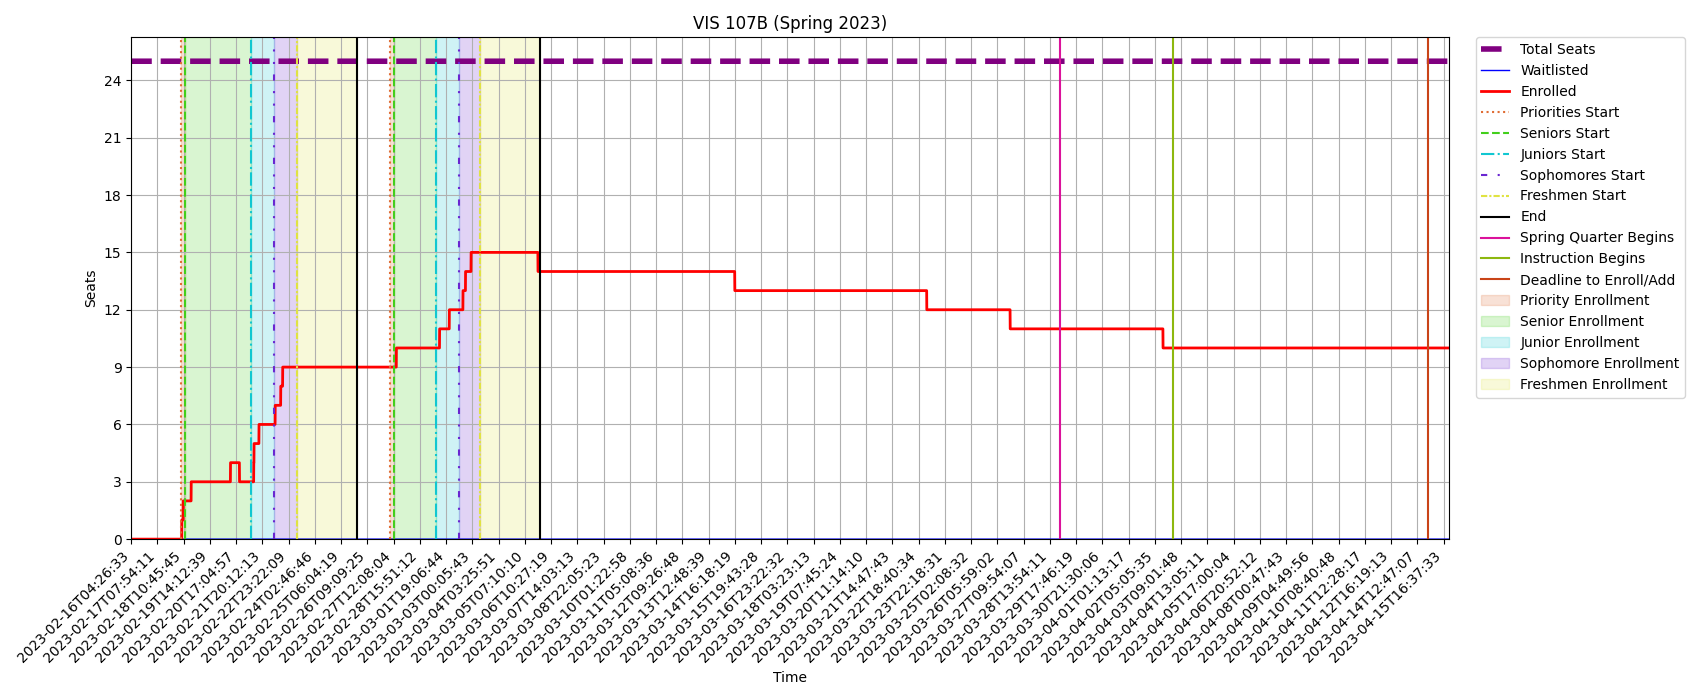 VIS 107B (Spring 2023)
Seats
24
21
18
15
12
9
6
3
0
2023-02-16T04:26:33
2023-02-17T07:54:11
2023-02-18T10:45:45
2023-02-19T14:12:39
2023-02-20T17:04:57
2023-02-21T20:12:13
2023-02-22T23:22:09
2023-02-24T02:46:46
2023-02-25T06:04:19
2023-02-26T09:09:25
2023-02-27T12:08:04
2023-02-28T15:51:12
2023-03-01T19:06:44
2023-03-03T00:05:43
2023-03-04T03:25:51
2023-03-05T07:10:10
2023-03-06T10:27:19
2023-03-07T14:03:13
2023-03-08T22:05:23
2023-03-10T01:22:58
2023-03-11T05:08:36
2023-03-12T09:26:48
2023-03-13T12:48:39
2023-03-14T16:18:19
2023-03-15T19:43:28
2023-03-16T23:22:32
2023-03-18T03:23:13
2023-03-19T07:45:24
2023-03-20T11:14:10
2023-03-21T14:47:43
2023-03-22T18:40:34
2023-03-23T22:18:31
2023-03-25T02:08:32
2023-03-26T05:59:02
2023-03-27T09:54:07
2023-03-28T13:54:11
2023-03-29T17:46:19
2023-03-30T21:30:06
2023-04-01T01:13:17
2023-04-02T05:05:35
2023-04-03T09:01:48
2023-04-04T13:05:11
2023-04-05T17:00:04
2023-04-06T20:52:12
2023-04-08T00:47:43
2023-04-09T04:49:56
2023-04-10T08:40:48
2023-04-11T12:28:17
2023-04-12T16:19:13
2023-04-14T12:47:07
2023-04-15T16:37:33
Time
Total Seats
Waitlisted
Enrolled
Priorities Start
Seniors Start
Juniors Start
Sophomores Start
Freshmen Start
End
Spring Quarter Begins
Instruction Begins
Deadline to Enroll/Add
Priority Enrollment
Senior Enrollment
Junior Enrollment
Sophomore Enrollment
Freshmen Enrollment